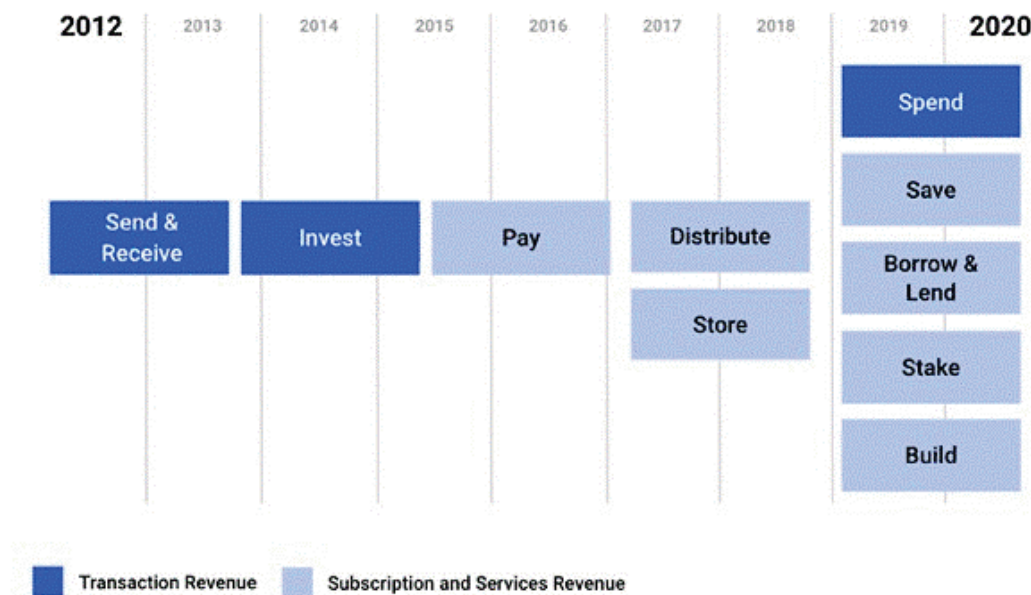 2012 2013 2014 2015 2016 2017 2018 2019 2020
Spend
Save
Send &
Receive
Invest
Pay
Distribute
Borrow &
Lend
Store
Stake
Build
Transaction Revenue
Subscription and Services Revenue